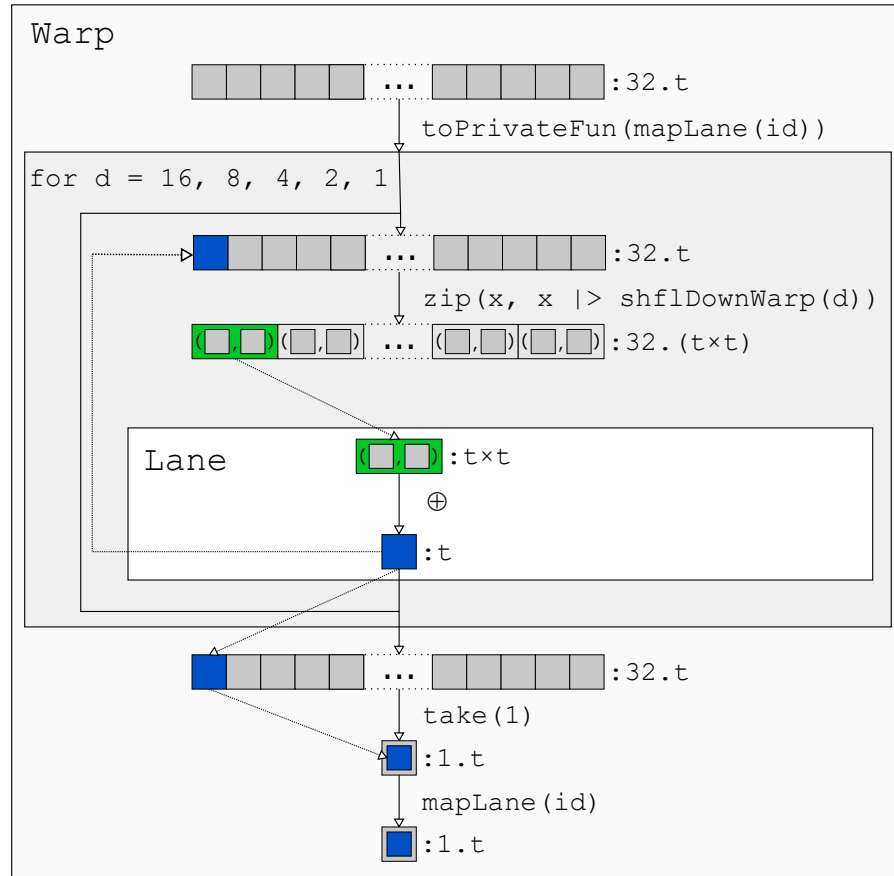 Warp
... :32.t
toPrivateFun(mapLane(id))
for d = 16, 8, 4, 2, 1
... :32.t
zip(x, x |> shflDownWarp(d))
( , ) ( , ) ... ( , ) ( , ) :32.(t×t)
Lane ( , ) :t×t
⊕
:t
... :32.t
take(1)
:1.t
mapLane(id)
:1.t